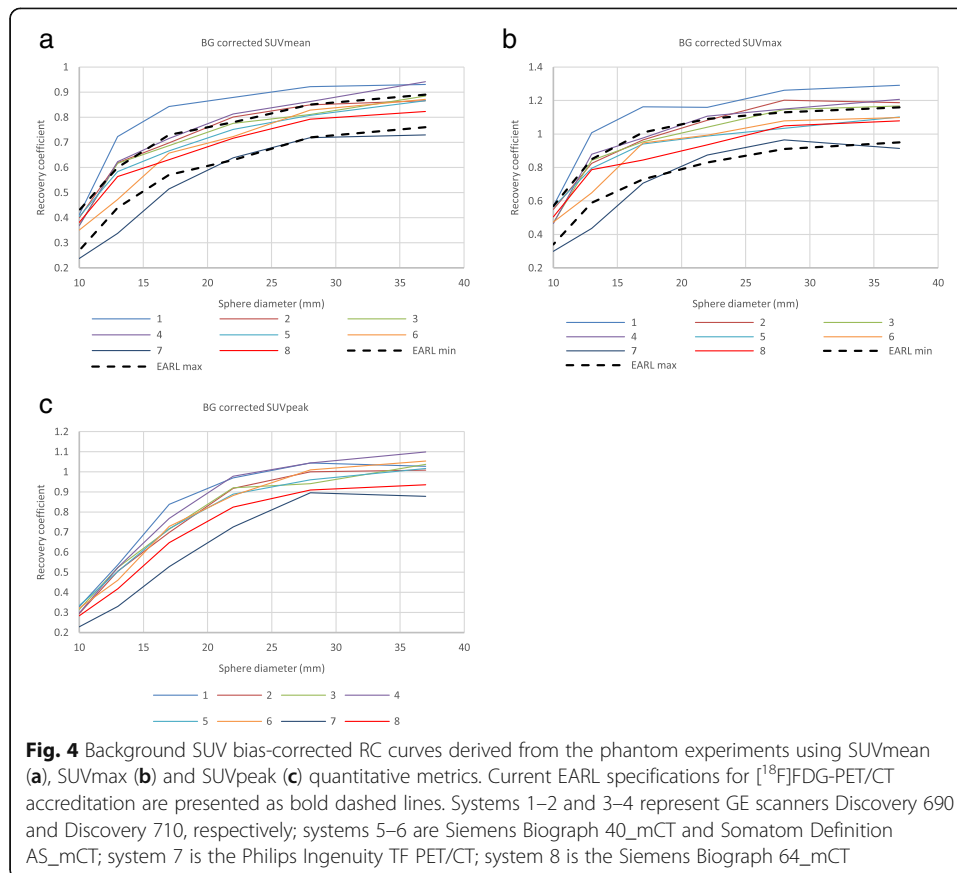 a
BG corrected SUVmean
1
0.9
0.8
0.7
0.6
0.5
0.4
0.3
0.2
Recovery coefficient
10 15 20 25 30 35 40
Sphere diameter (mm)
1 2 3
4 5 6
7 8 EARL min
EARL max
b
BG corrected SUVmax
1.4
1.2
1
0.8
0.6
0.4
0.2
Recovery coefficient
10 15 20 25 30 35 40
Sphere diameter (mm)
1 2 3
4 5 6
7 8 EARL min
EARL max
c
BG corrected SUVpeak
1.2
1.1
1
0.9
0.8
0.7
0.6
0.5
0.4
0.3
0.2
Recovery coefficient
10 15 20 25 30 35 40
Sphere diameter (mm)
1 2 3 4
5 6 7 8
Fig. 4 Background SUV bias-corrected RC curves derived from the phantom experiments using SUVmean
(a), SUVmax (b) and SUVpeak (c) quantitative metrics. Current EARL specifications for [¹⁸F]FDG-PET/CT
accreditation are presented as bold dashed lines. Systems 1–2 and 3–4 represent GE scanners Discovery 690
and Discovery 710, respectively; systems 5–6 are Siemens Biograph 40_mCT and Somatom Definition
AS_mCT; system 7 is the Philips Ingenuity TF PET/CT; system 8 is the Siemens Biograph 64_mCT